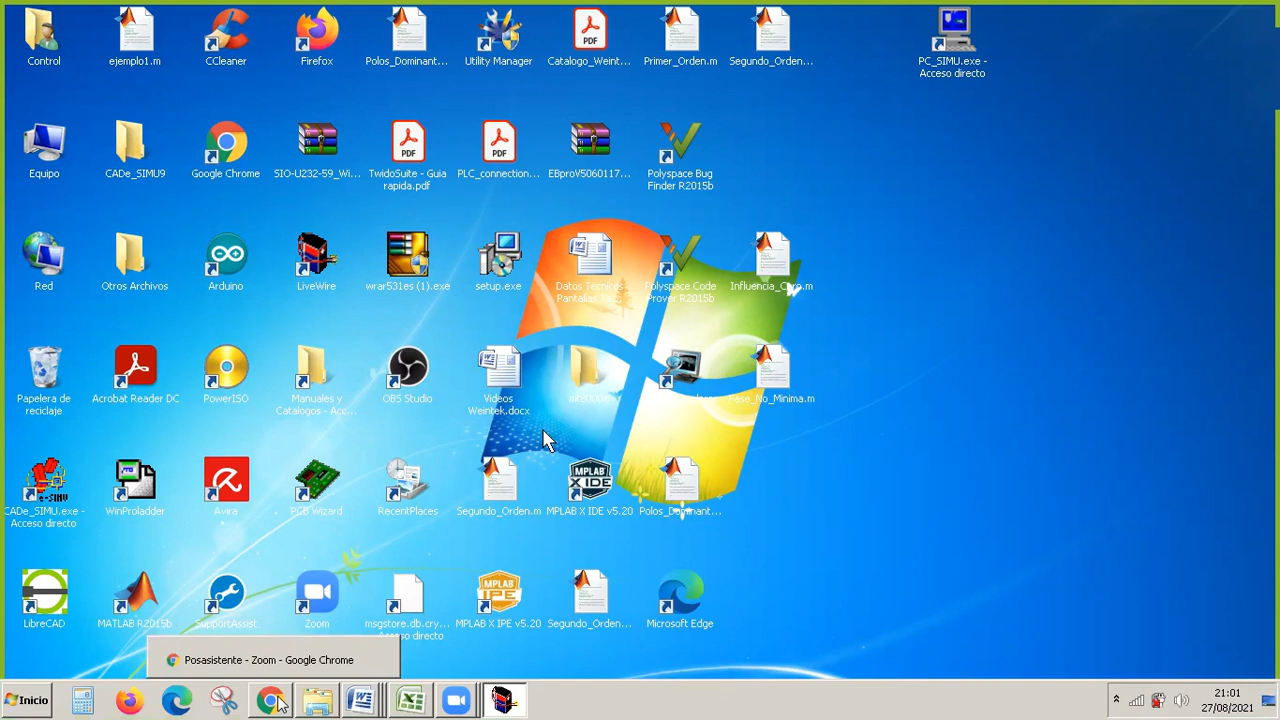 Control
ejemplo1.m
CCleaner
Firefox
Polos_Dominant...
Utility Manager
PDF
Catalogo_Weint...
Primer_Orden.m
Segundo_Orden...
PC_SIMU.exe -
Acceso directo
Equipo
CADe_SIMU9
Google Chrome
SIO-U232-59_Wi...
PDF
TwidoSuite - Guia
rapida.pdf
PDF
PLC_connection...
EBproV5060117...
Polyspace Bug
Finder R2015b
Red
Otros Archivos
Arduino
LiveWire
wrar531es (1).exe
setup.exe
Datos Tecnicos
Polyspace Code
Prover R2015b
Influencia_Cero.m
Papelera de
reciclaje
Acrobat Reader DC
PowerISO
Manuales y
Catalogos - Acc...
OBS Studio
Videos
Weintek.docx
Fase_No_Minima.m
CADe_SIMU.exe -
Acceso directo
WinProladder
Avira
PCB Wizard
RecentPlaces
Segundo_Orden.m
MPLAB X IDE v5.20
Polos_Dominant...
LibreCAD
MATLAB R2015b
SupportAssist
Zoom
msgstore.db.cry...
Acceso directo
MPLAB X IPE v5.20
Segundo_Orden...
Microsoft Edge
Posasistente - Zoom - Google Chrome
Inicio
21:01
27/08/2021